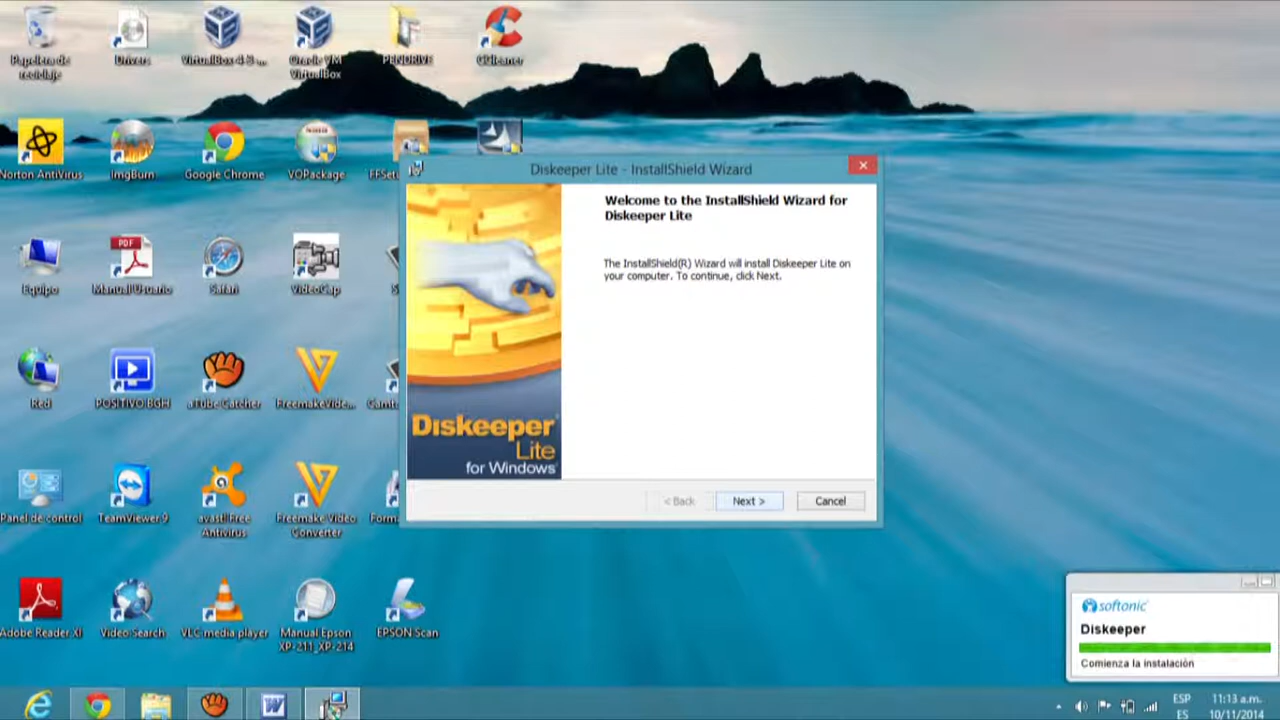 Papelera de
reciclaje
Drivers
VirtualBox-4-3-...
Oracle VM
VirtualBox
PENDRIVE
CCleaner
Norton AntiVirus
ImgBurn
Google Chrome
VOPackage
Equipo
PDF
Manual Usuario
Safari
VideoCap
Red
POSITIVO BGH
aTube Catcher
FreemakeVide...
Panel de control
TeamViewer 9
avast! Free
Antivirus
Freemake Video
Converter
Adobe Reader XI
Video Search
VLC media player
Manual Epson
XP-211_XP-214
EPSON Scan
Diskeeper Lite - InstallShield Wizard
Welcome to the InstallShield Wizard for
Diskeeper Lite
The InstallShield(R) Wizard will install Diskeeper Lite on
your computer. To continue, click Next.
Diskeeper
Lite
for Windows
< Back
Next >
Cancel
softonic
Diskeeper
Comienza la instalación
ESP
ES
11:13 a.m.
10/11/2014